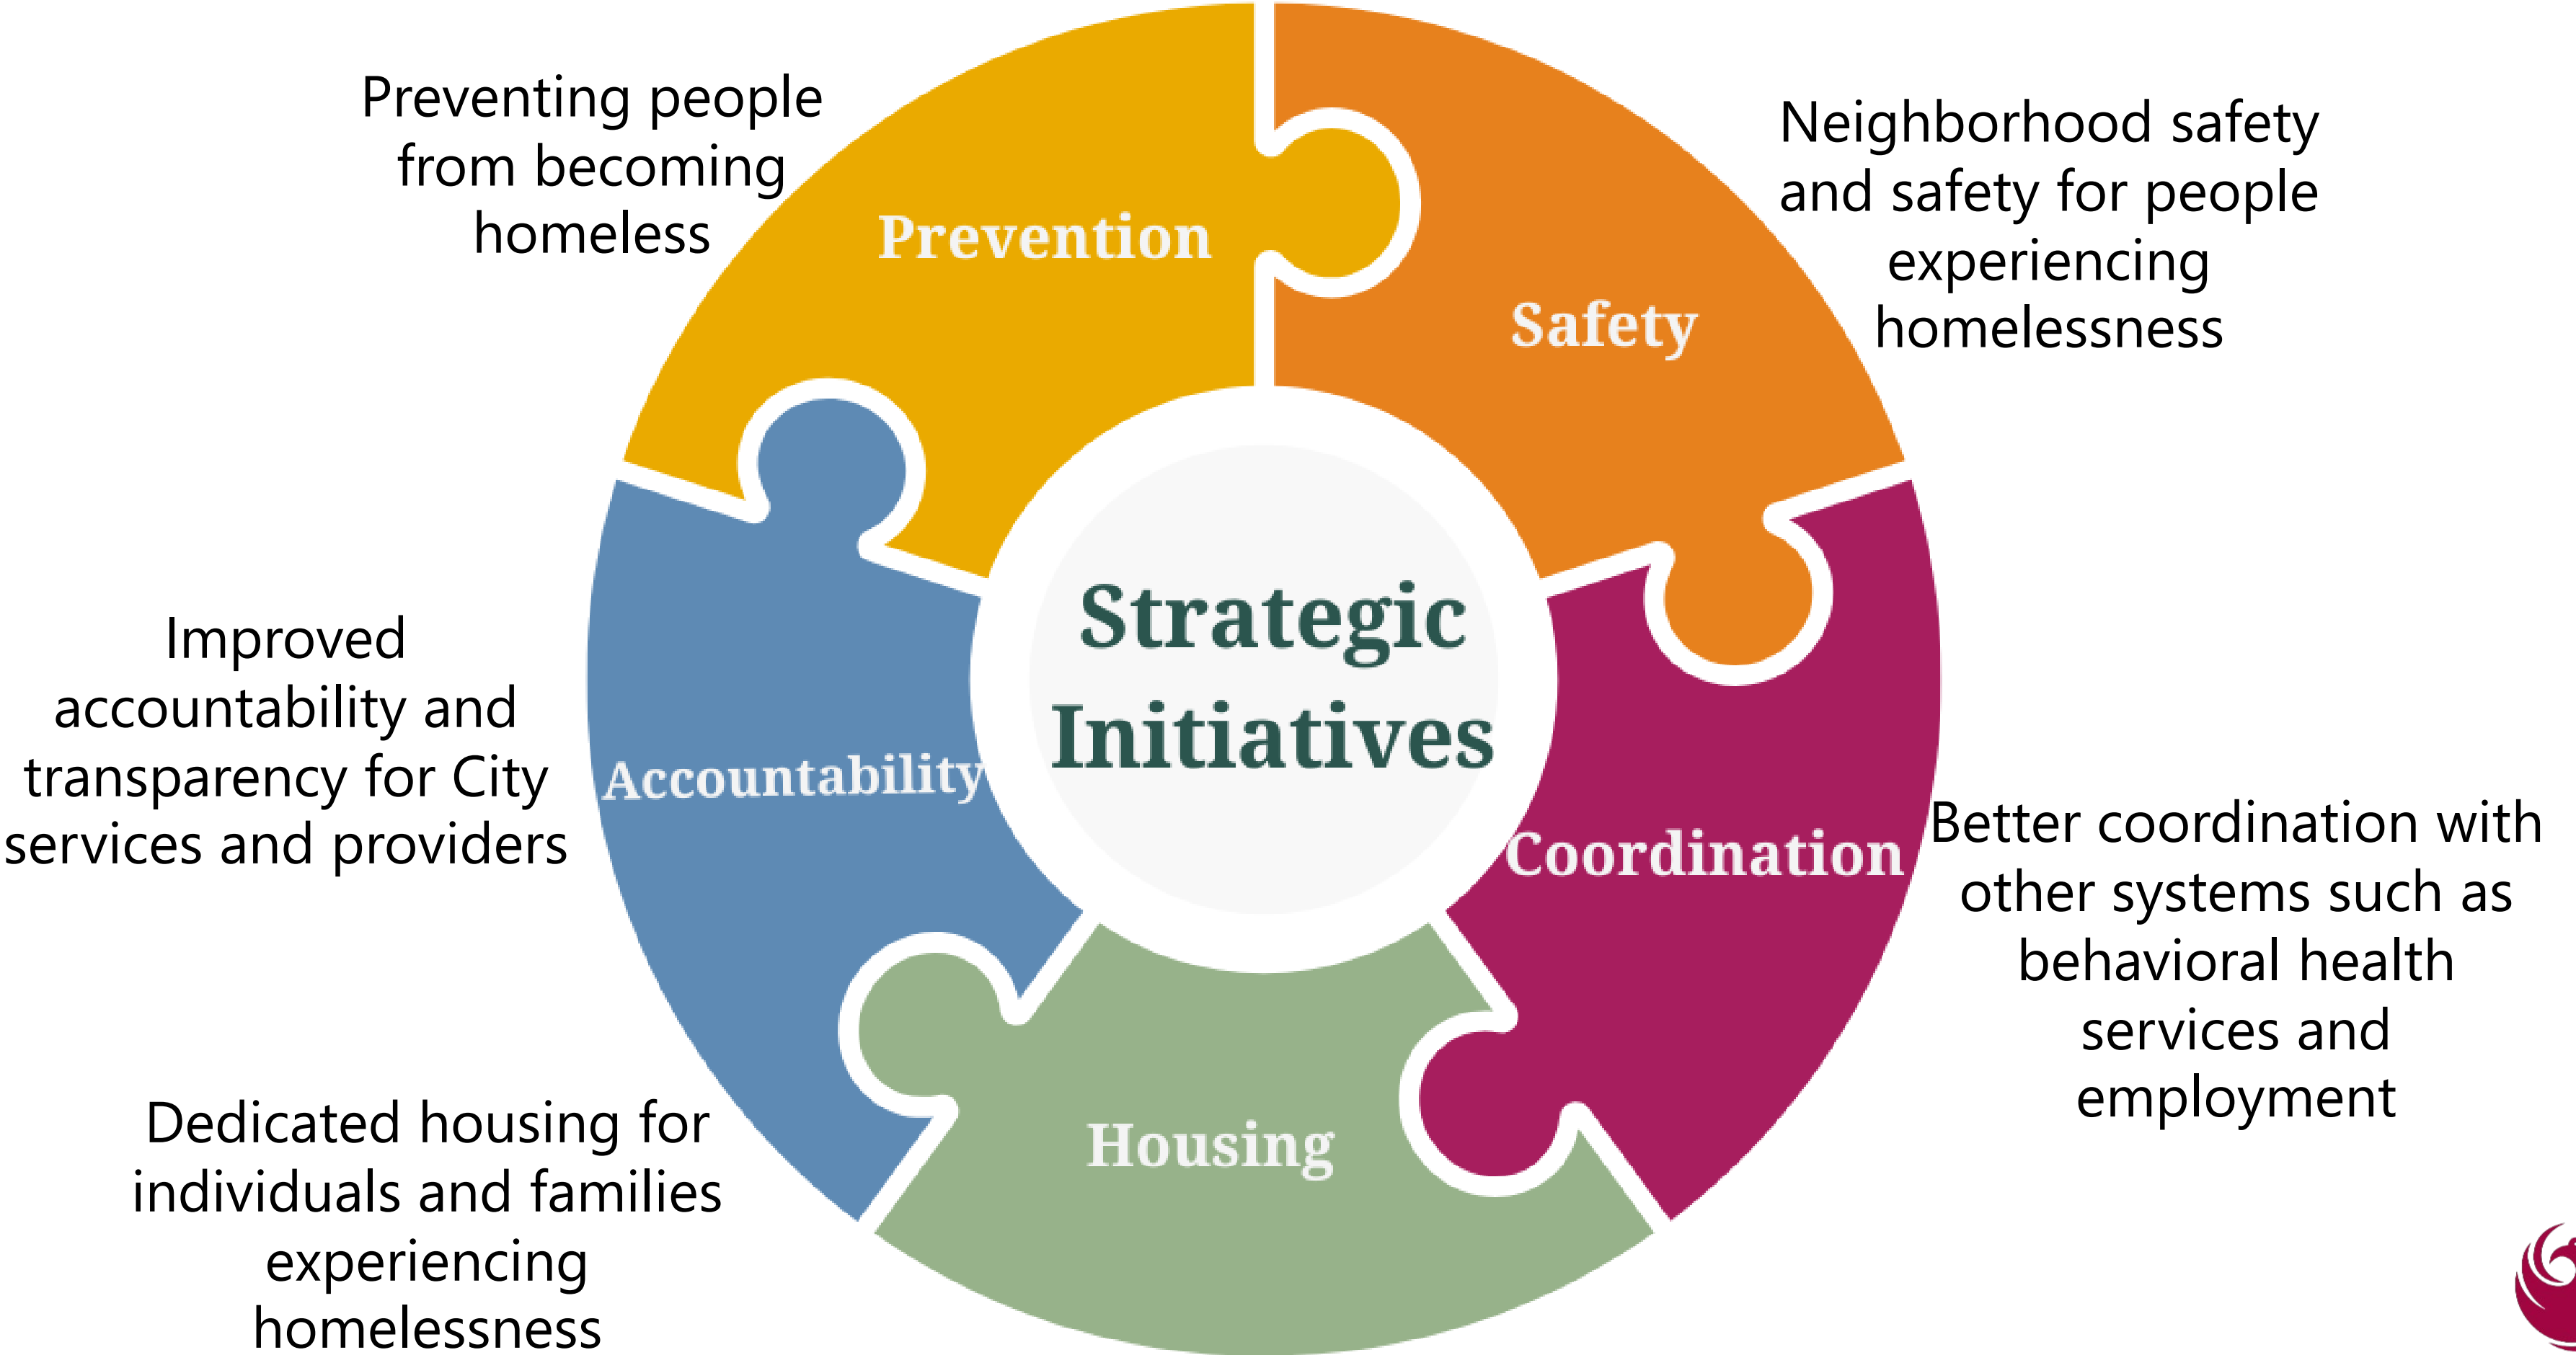 Preventing people
from becoming
homeless
Prevention
Neighborhood safety
and safety for people
experiencing
homelessness
Safety
Strategic
Initiatives
Improved
accountability and
transparency for City
services and providers
Accountability
Coordination
Better coordination with
other systems such as
behavioral health
services and
employment
Dedicated housing for
individuals and families
experiencing
homelessness
Housing